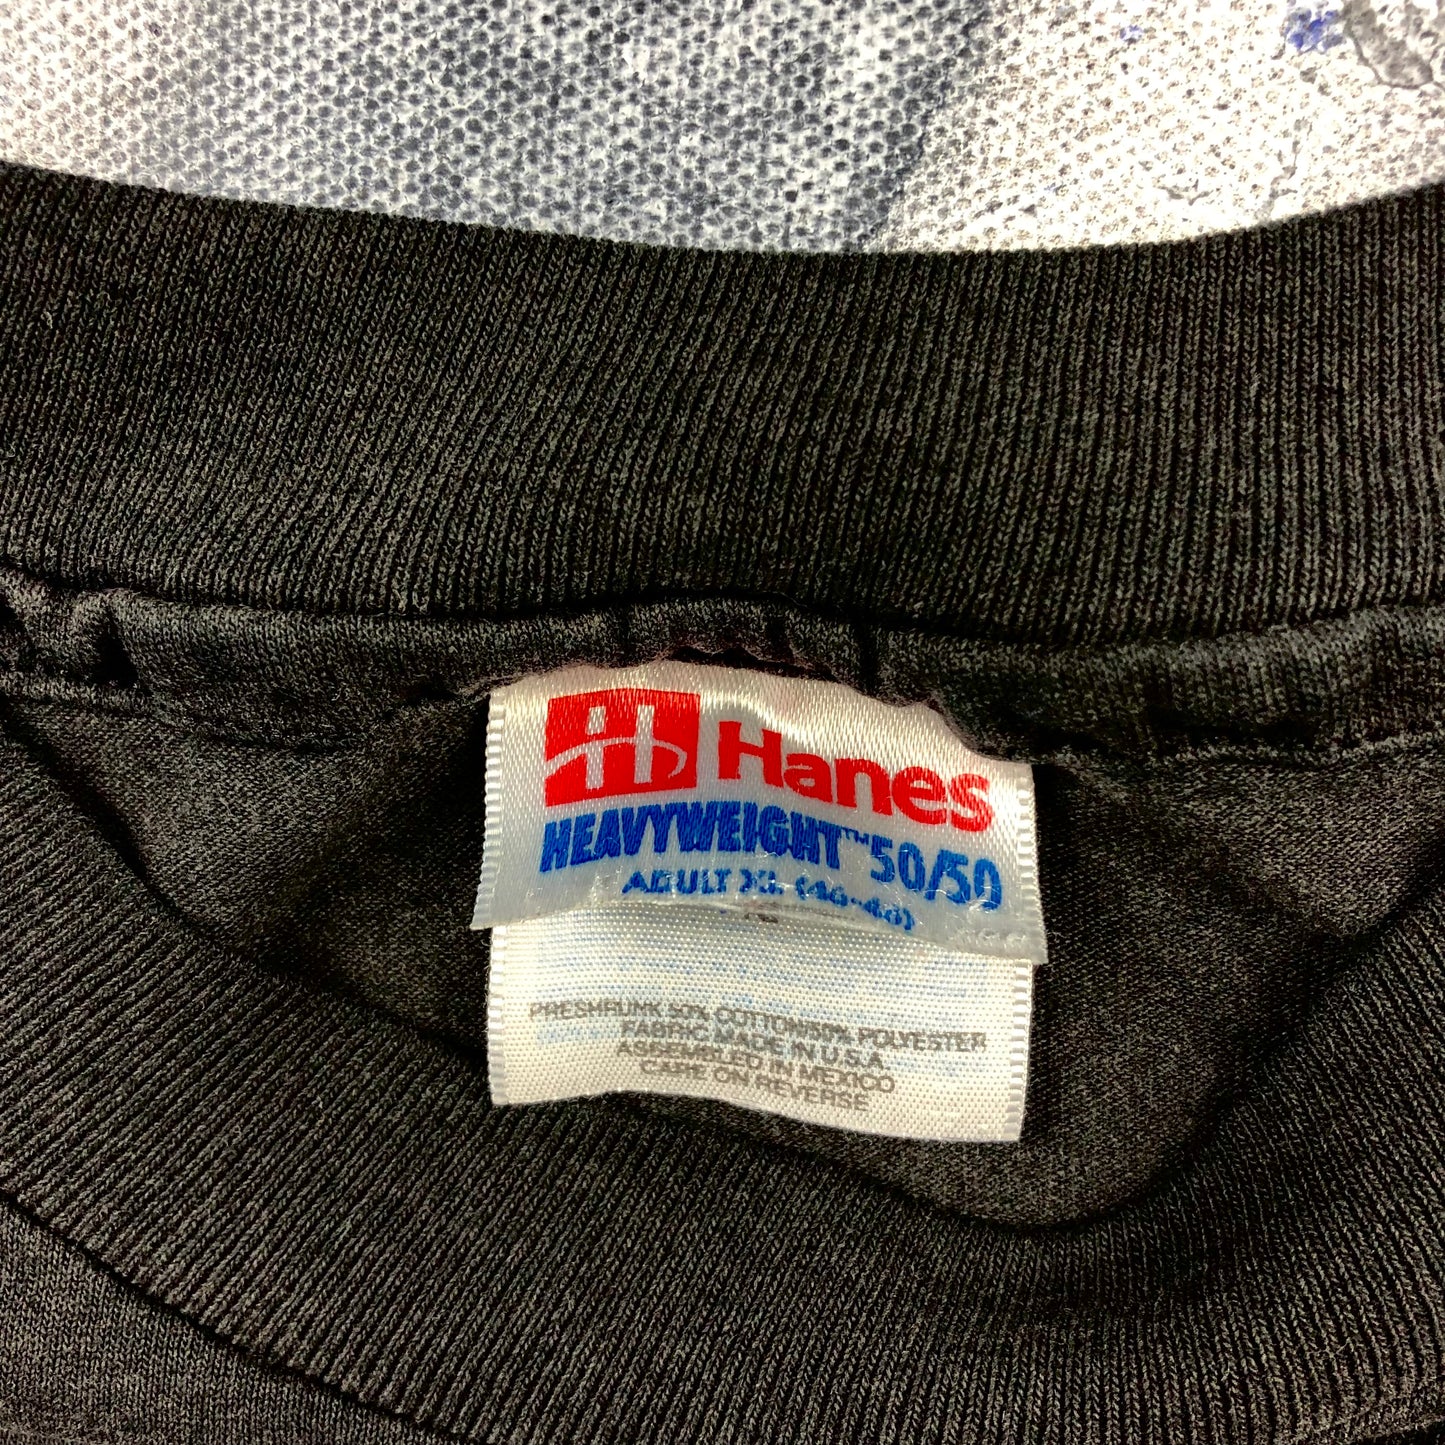 Hanes
HEAVYWEIGHT™ 50/50
ADULT XL (46-48)
PRESHRUNK 50% COTTON/50% POLYESTER
FABRIC MADE IN U.S.A.
ASSEMBLED IN MEXICO
CARE ON REVERSE